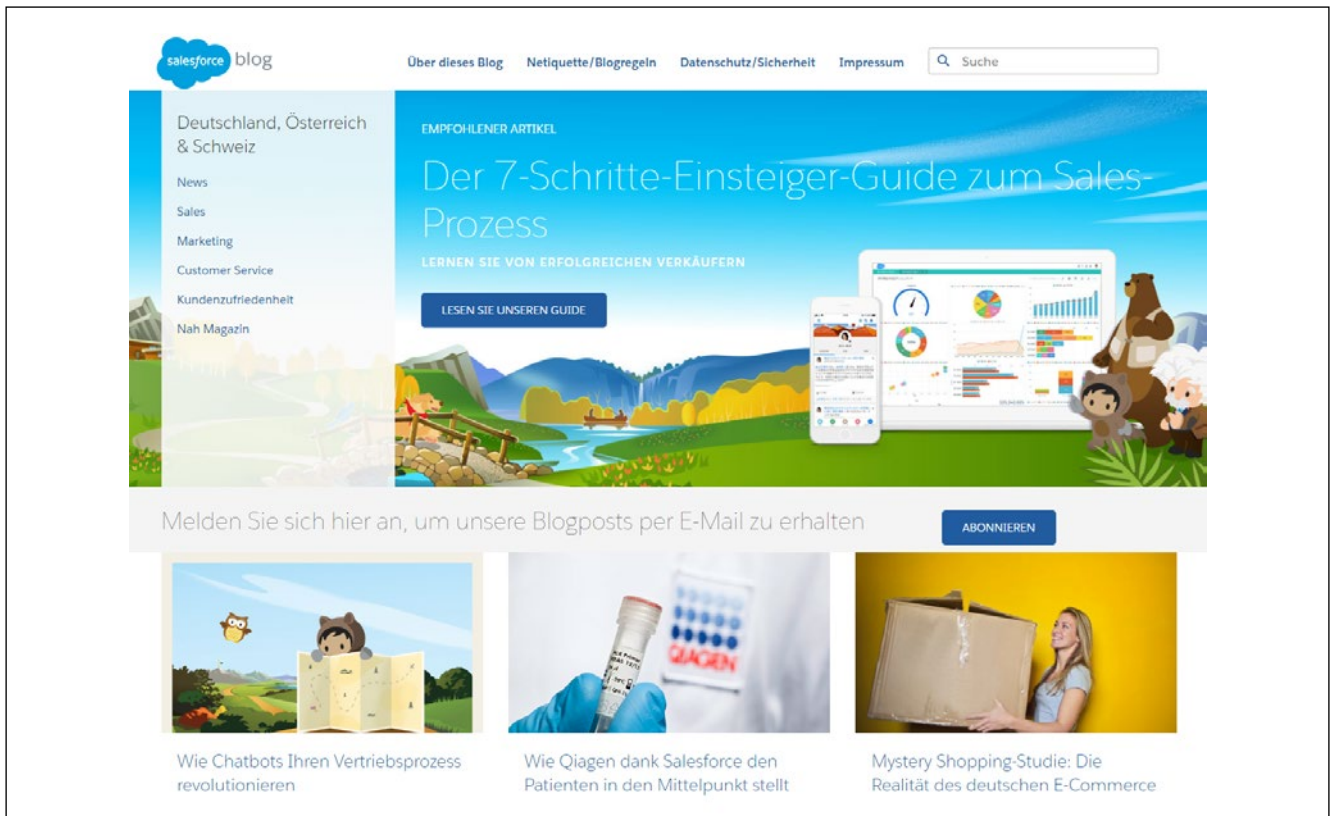 salesforce blog
Über dieses Blog Netiquette/Blogregeln Datenschutz/Sicherheit Impressum Suche
Deutschland, Österreich
& Schweiz
News
Sales
Marketing
Customer Service
Kundenzufriedenheit
Nah Magazin
EMPFOHLENER ARTIKEL
Der 7-Schritte-Einsteiger-Guide zum Sales-
Prozess
LERNEN SIE VON ERFOLGREICHEN VERKÄUFERN
LESEN SIE UNSEREN GUIDE
Melden Sie sich hier an, um unsere Blogposts per E-Mail zu erhalten
ABONNIEREN
QIAGEN
Wie Chatbots Ihren Vertriebsprozess
revolutionieren
Wie Qiagen dank Salesforce den
Patienten in den Mittelpunkt stellt
Mystery Shopping-Studie: Die
Realität des deutschen E-Commerce